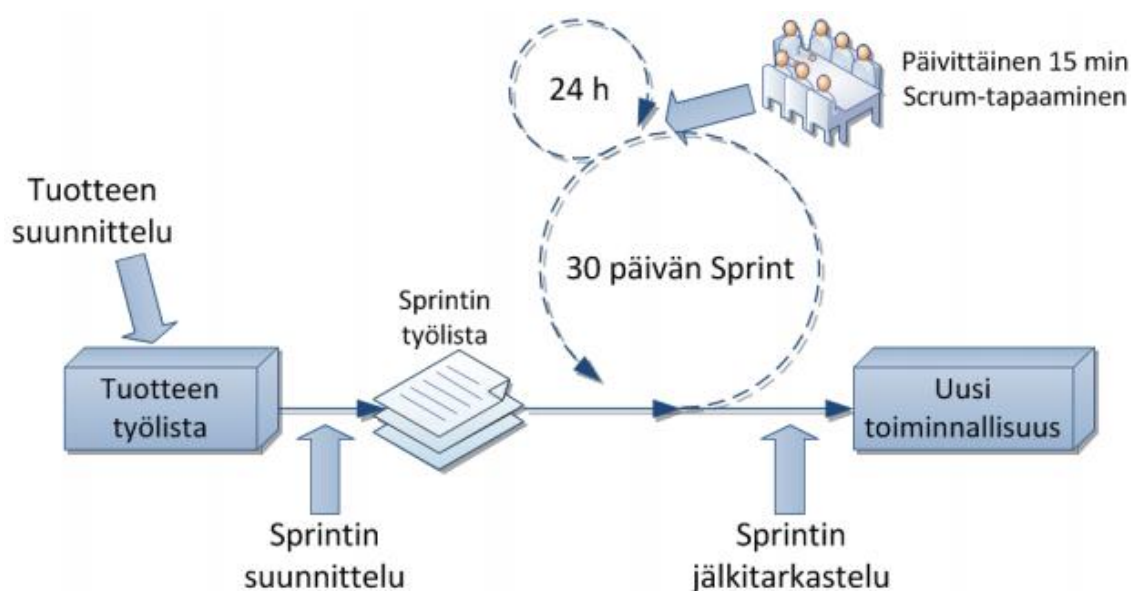 24 h
Päivittäinen 15 min
Scrum-tapaaminen
Tuotteen
suunnittelu
30 päivän Sprint
Sprintin
työlista
Tuotteen
työlista
Uusi
toiminnallisuus
Sprintin
suunnittelu
Sprintin
jälkitarkastelu